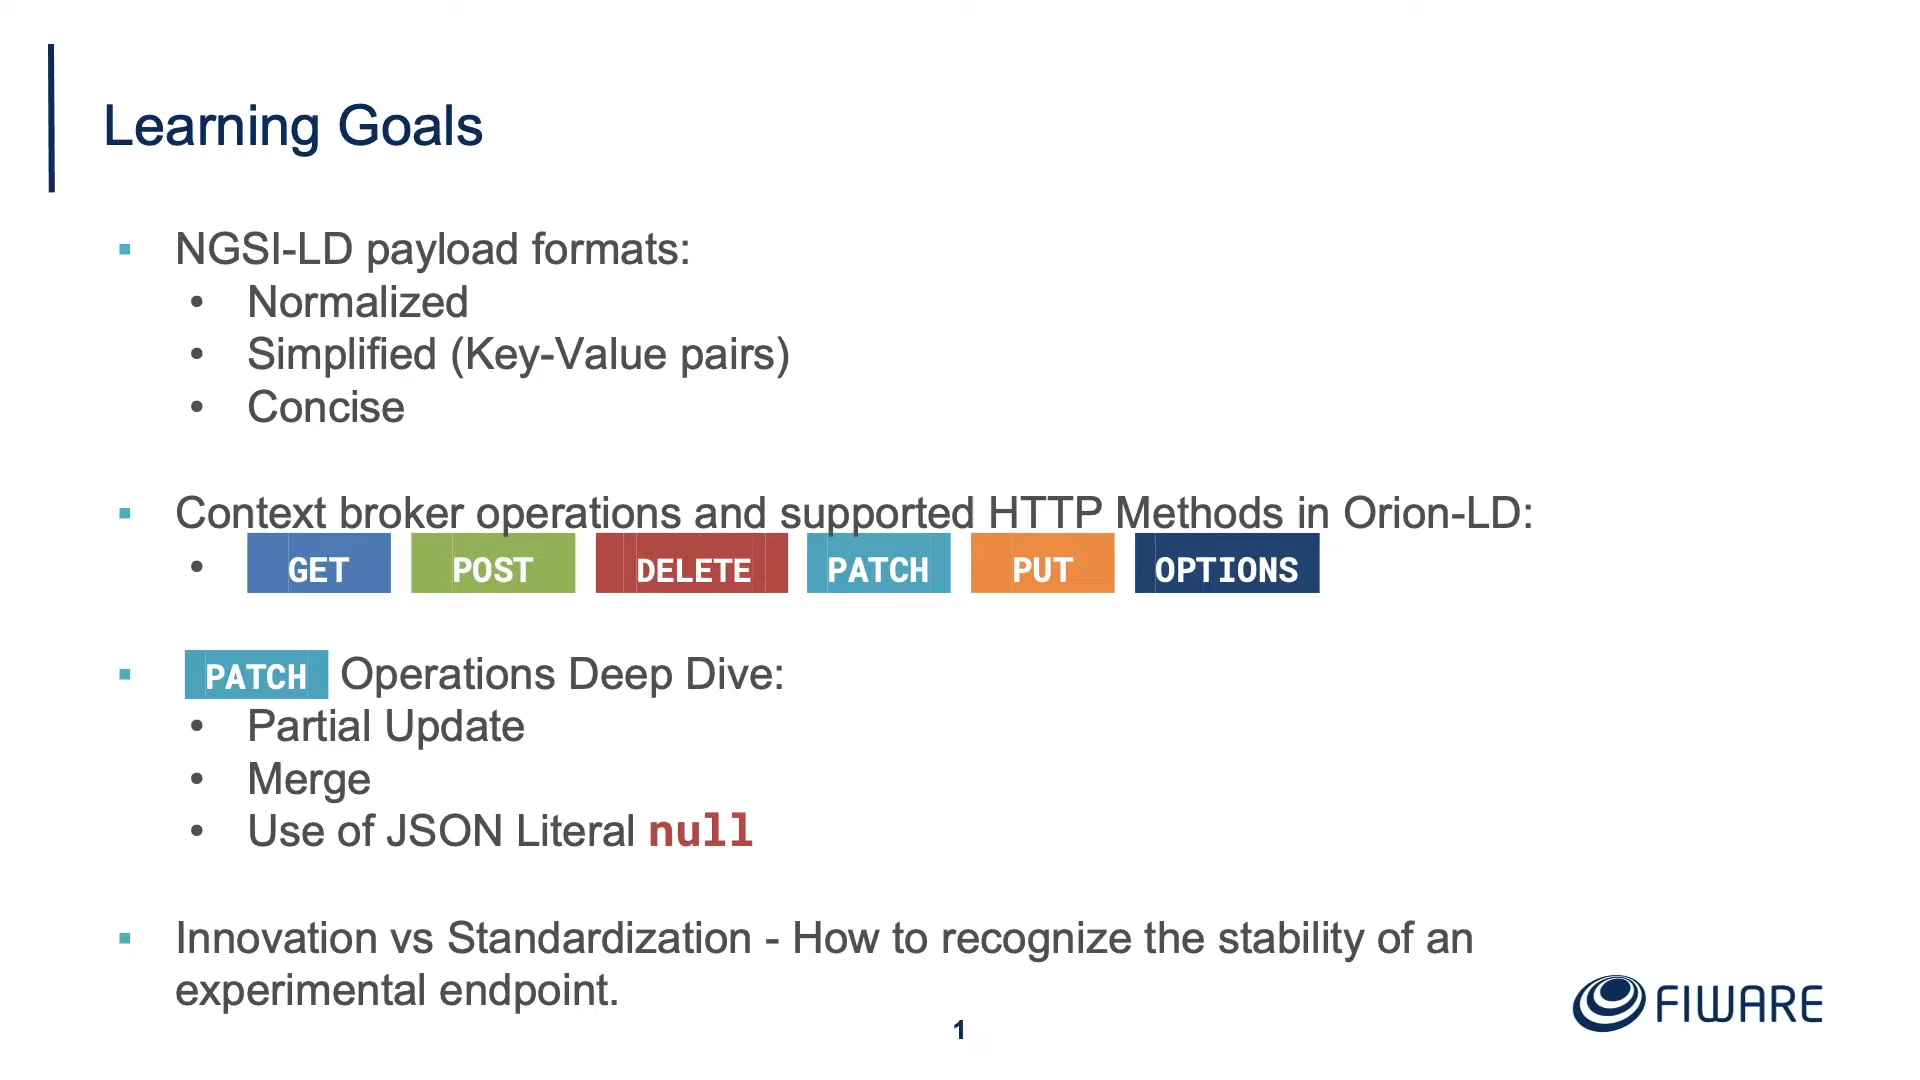 Learning Goals
NGSI-LD payload formats:
Normalized
Simplified (Key-Value pairs)
Concise
Context broker operations and supported HTTP Methods in Orion-LD:
GET POST DELETE PATCH PUT OPTIONS
PATCH Operations Deep Dive:
Partial Update
Merge
Use of JSON Literal null
Innovation vs Standardization - How to recognize the stability of an
experimental endpoint.
FIWARE
1